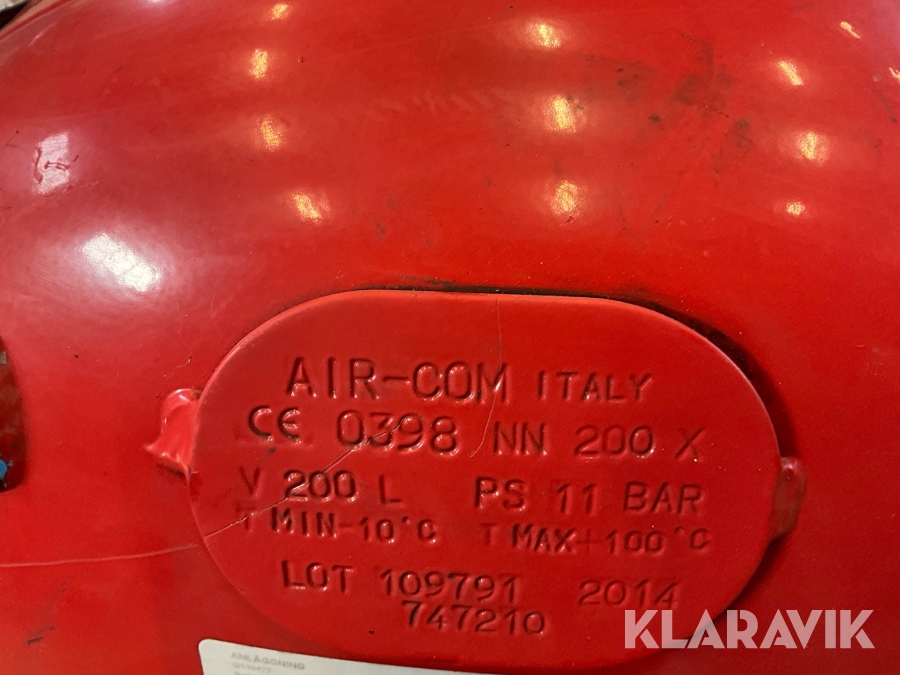 AIR-COM ITALY
CE 0398 NN 200 X
V 200 L PS 11 BAR
T MIN-10°C T MAX+100°C
LOT 109791 2014
747210
KLARAVIK
ANLÄGGNING